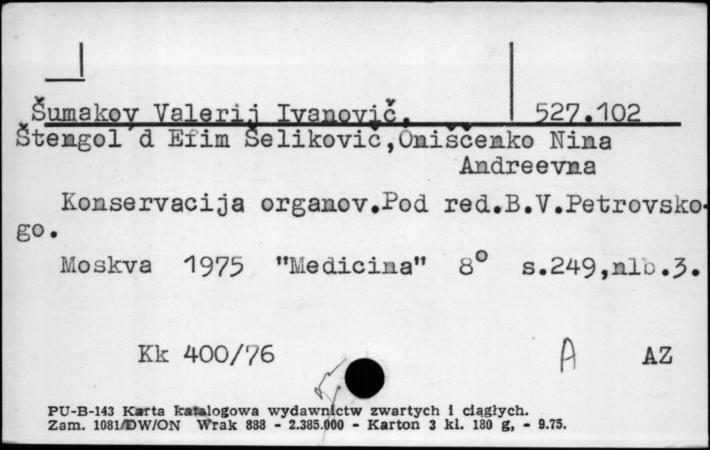 Šumakov Valerij Ivanovič, 527.102
Štengol'd Efim Šelikovič,Oniščenko Nina
Andreevna
Konservacija organov.Pod red.B.V.Petrovsko-
go.
Moskva 1975 "Medicina" 8° s.249,nlb.3.
Kk 400/76 A AZ
PU-B-143 Karta katalogowa wydawnictw zwartych i ciągłych.
Zam. 1081/DW/ON Wrak 888 - 2.385.000 - Karton 3 kl. 180 g, - 9.75.